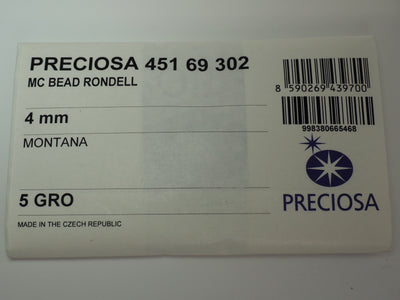 PRECIOSA 451 69 302
MC BEAD RONDELL
8 590269 439700
4 mm
998380665468
MONTANA
5 GRO
PRECIOSA
MADE IN THE CZECH REPUBLIC